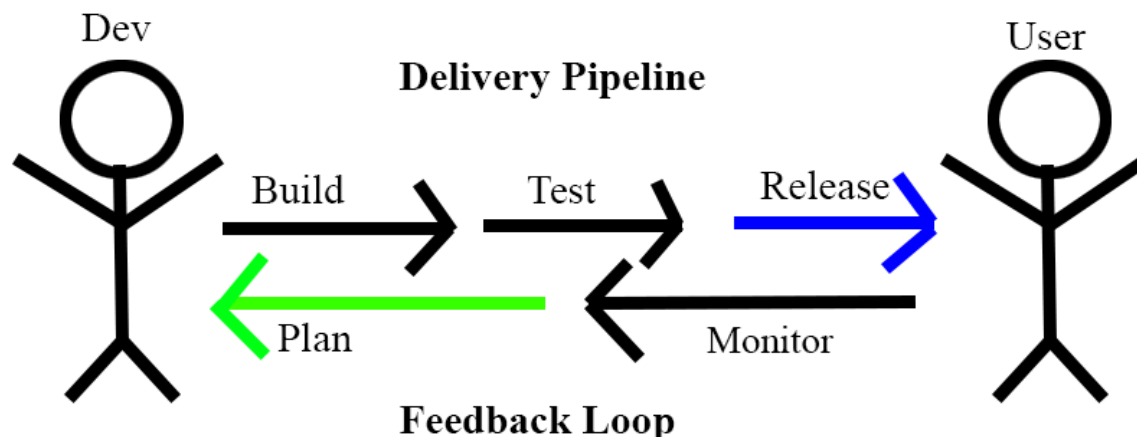 Dev
User
Delivery Pipeline
Build
Test
Release
Plan
Monitor
Feedback Loop